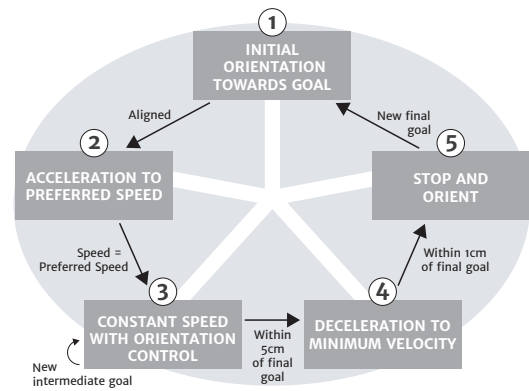 1
INITIAL
ORIENTATION
TOWARDS GOAL
Aligned
2
ACCELERATION TO
PREFERRED SPEED
Speed =
Preferred Speed
3
CONSTANT SPEED
WITH ORIENTATION
CONTROL
New
intermediate goal
Within
5cm
of final
goal
4
DECELERATION TO
MINIMUM VELOCITY
Within 1cm
of final goal
5
STOP AND
ORIENT
New final
goal